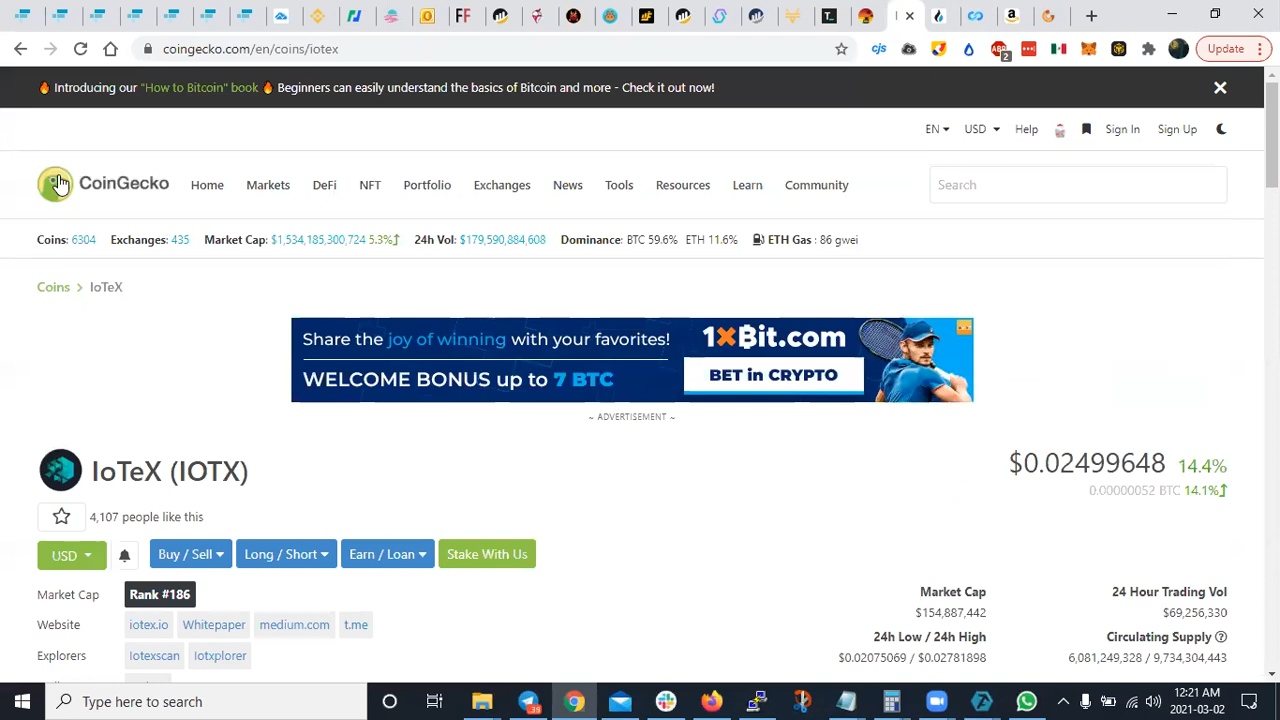 coingecko.com/en/coins/iotex
cjs
2
Update
Introducing our "How to Bitcoin" book Beginners can easily understand the basics of Bitcoin and more - Check it out now!
EN USD Help Sign In Sign Up
CoinGecko Home Markets DeFi NFT Portfolio Exchanges News Tools Resources Learn Community Search
Coins: 6304 Exchanges: 435 Market Cap: $1,534,185,300,724 5.3% 24h Vol: $179,590,884,608 Dominance: BTC 59.6% ETH 11.6% ETH Gas : 86 gwei
Coins > IoTeX
Share the joy of winning with your favorites!
WELCOME BONUS up to 7 BTC
1XBit.com
BET in CRYPTO
~ ADVERTISEMENT ~
IoTeX (IOTX)
$0.02499648 14.4%
0.00000052 BTC 14.1%
4,107 people like this
USD Buy / Sell Long / Short Earn / Loan Stake With Us
Market Cap Rank #186
Website iotex.io Whitepaper medium.com t.me
Explorers Iotexscan Iotxplorer
Market Cap 24 Hour Trading Vol
$154,887,442 $69,256,330
24h Low / 24h High Circulating Supply
$0.02075069 / $0.02781898 6,081,249,328 / 9,734,304,443
Type here to search
12:21 AM
2021-03-02